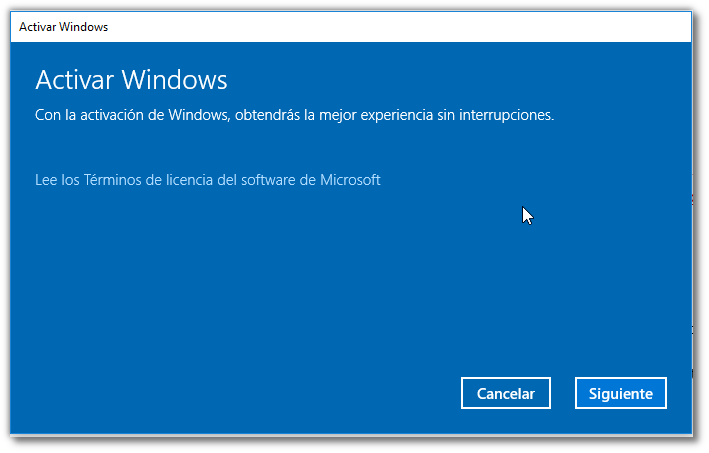 Activar Windows
Activar Windows
Con la activación de Windows, obtendrás la mejor experiencia sin interrupciones.
Lee los Términos de licencia del software de Microsoft
Cancelar
Siguiente